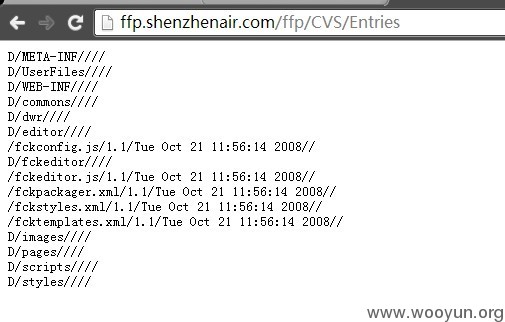 ffp.shenzhenair.com/ffp/CVS/Entries
D/META-INF////
D/UserFiles////
D/WEB-INF////
D/commons////
D/dwr////
D/editor////
/fckconfig.js/1.1/Tue Oct 21 11:56:14 2008//
D/fckeditor////
/fckeditor.js/1.1/Tue Oct 21 11:56:14 2008//
/fckpackager.xml/1.1/Tue Oct 21 11:56:14 2008//
/fckstyles.xml/1.1/Tue Oct 21 11:56:14 2008//
/fcktemplates.xml/1.1/Tue Oct 21 11:56:14 2008//
D/images////
D/pages////
D/scripts////
D/styles////
www.wooyun.org